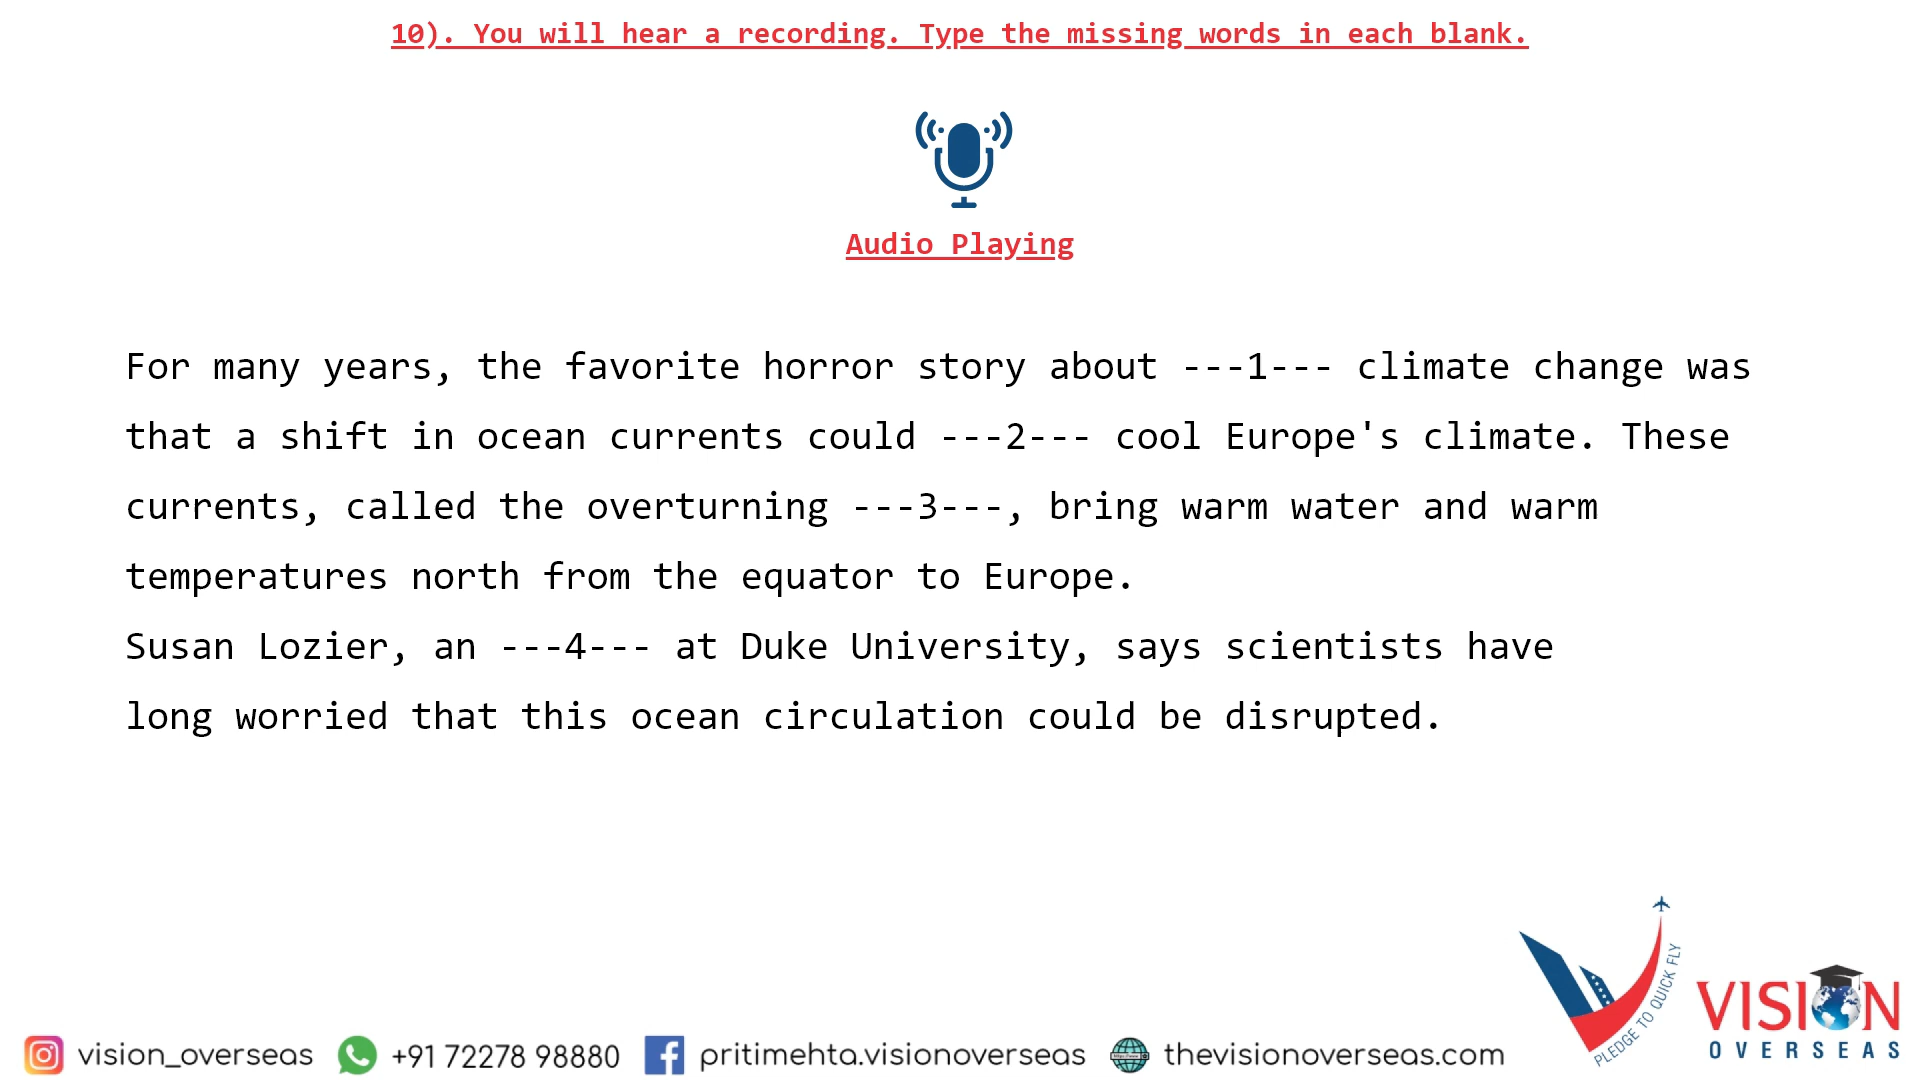 10). You will hear a recording. Type the missing words in each blank.
Audio Playing
For many years, the favorite horror story about ---1--- climate change was
that a shift in ocean currents could ---2--- cool Europe's climate. These
currents, called the overturning ---3---, bring warm water and warm
temperatures north from the equator to Europe.
Susan Lozier, an ---4--- at Duke University, says scientists have
long worried that this ocean circulation could be disrupted.
PLEDGE TO QUICK FLY
VISION
OVERSEAS
vision_overseas +91 72278 98880 pritimehta.visionoverseas thevisionoverseas.com